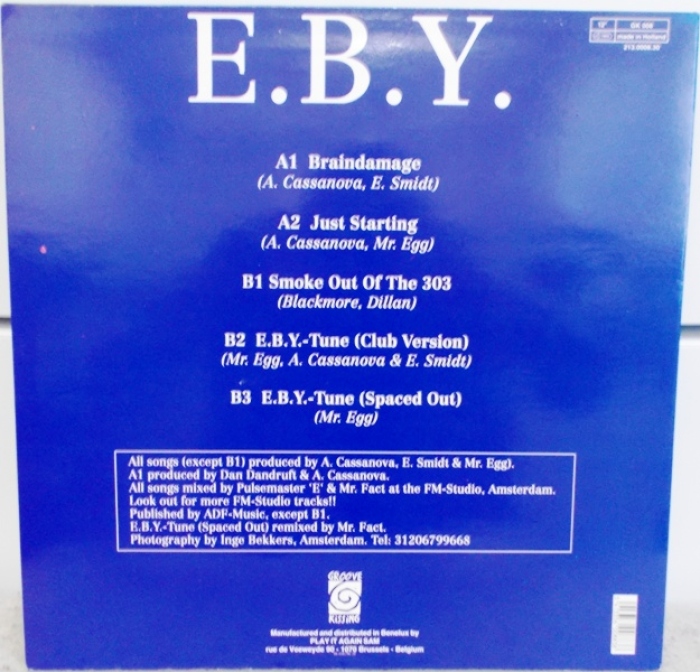 E.B.Y.
12" GK 009
made in Holland
A1 Braindamage
(A. Cassanova, E. Smidt)
A2 Just Starting
(A. Cassanova, Mr. Egg)
B1 Smoke Out Of The 303
(Blackmore, Dillan)
B2 E.B.Y.-Tune (Club Version)
(Mr. Egg, A. Cassanova & E. Smidt)
B3 E.B.Y.-Tune (Spaced Out)
(Mr. Egg)
All songs (except B1) produced by A. Cassanova, E. Smidt & Mr. Egg).
A1 produced by Dan Dandruft & A. Cassanova.
All songs mixed by Pulsemaster 'E' & Mr. Fact at the FM-Studio, Amsterdam.
Look out for more FM-Studio tracks!!
Published by ADF-Music, except B1.
E.B.Y.-Tune (Spaced Out) remixed by Mr. Fact.
Photography by Inge Bekkers, Amsterdam. Tel: 31206799668
GROOVE
KISSING
Manufactured and distributed in Benelux by
PLAY IT AGAIN SAM
rue de Veeweyde 90 • 1070 Brussels • Belgium